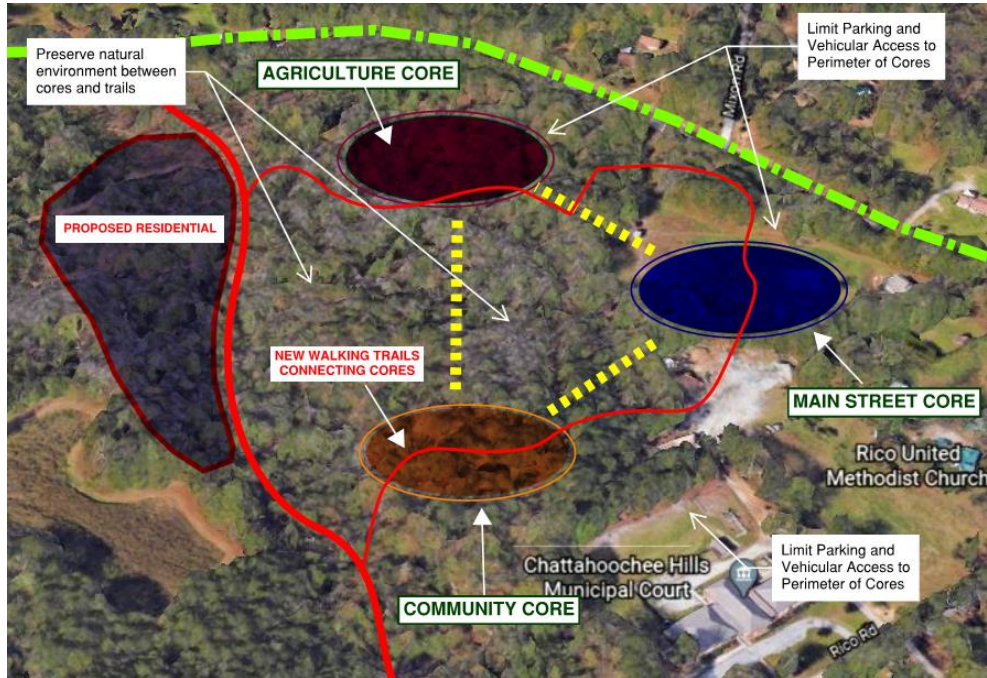 Preserve natural
environment between
cores and trails
AGRICULTURE CORE
Limit Parking and
Vehicular Access to
Perimeter of Cores
Minor Rd
PROPOSED RESIDENTIAL
NEW WALKING TRAILS
CONNECTING CORES
MAIN STREET CORE
Rico United
Methodist Church
Chattahoochee Hills
Municipal Court
Limit Parking and
Vehicular Access to
Perimeter of Cores
COMMUNITY CORE
Rico Rd